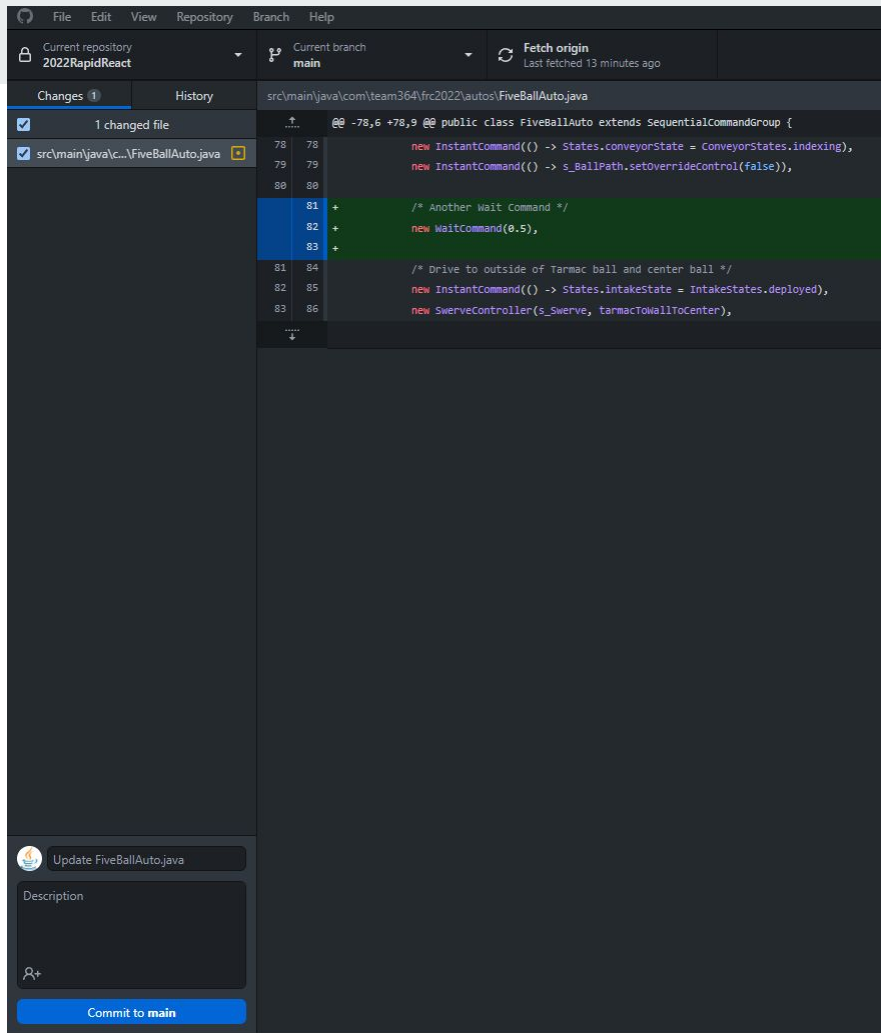 File Edit View Repository Branch Help
Current repository
2022RapidReact
Current branch
main
Fetch origin
Last fetched 13 minutes ago
Changes 1 History
1 changed file
src\main\java\c...\FiveBallAuto.java
src\main\java\com\team364\frc2022\autos\FiveBallAuto.java
@@ -78,6 +78,9 @@ public class FiveBallAuto extends SequentialCommandGroup {
78 78 new InstantCommand(() -> States.conveyorState = ConveyorStates.indexing),
79 79 new InstantCommand(() -> s_BallPath.setOverrideControl(false)),
80 80
81 + /* Another Wait Command */
82 + new WaitCommand(0.5),
83 +
81 84 /* Drive to outside of Tarmac ball and center ball */
82 85 new InstantCommand(() -> States.intakeState = IntakeStates.deployed),
83 86 new SwerveController(s_Swerve, tarmacToWallToCenter),
Update FiveBallAuto.java
Description
Commit to main